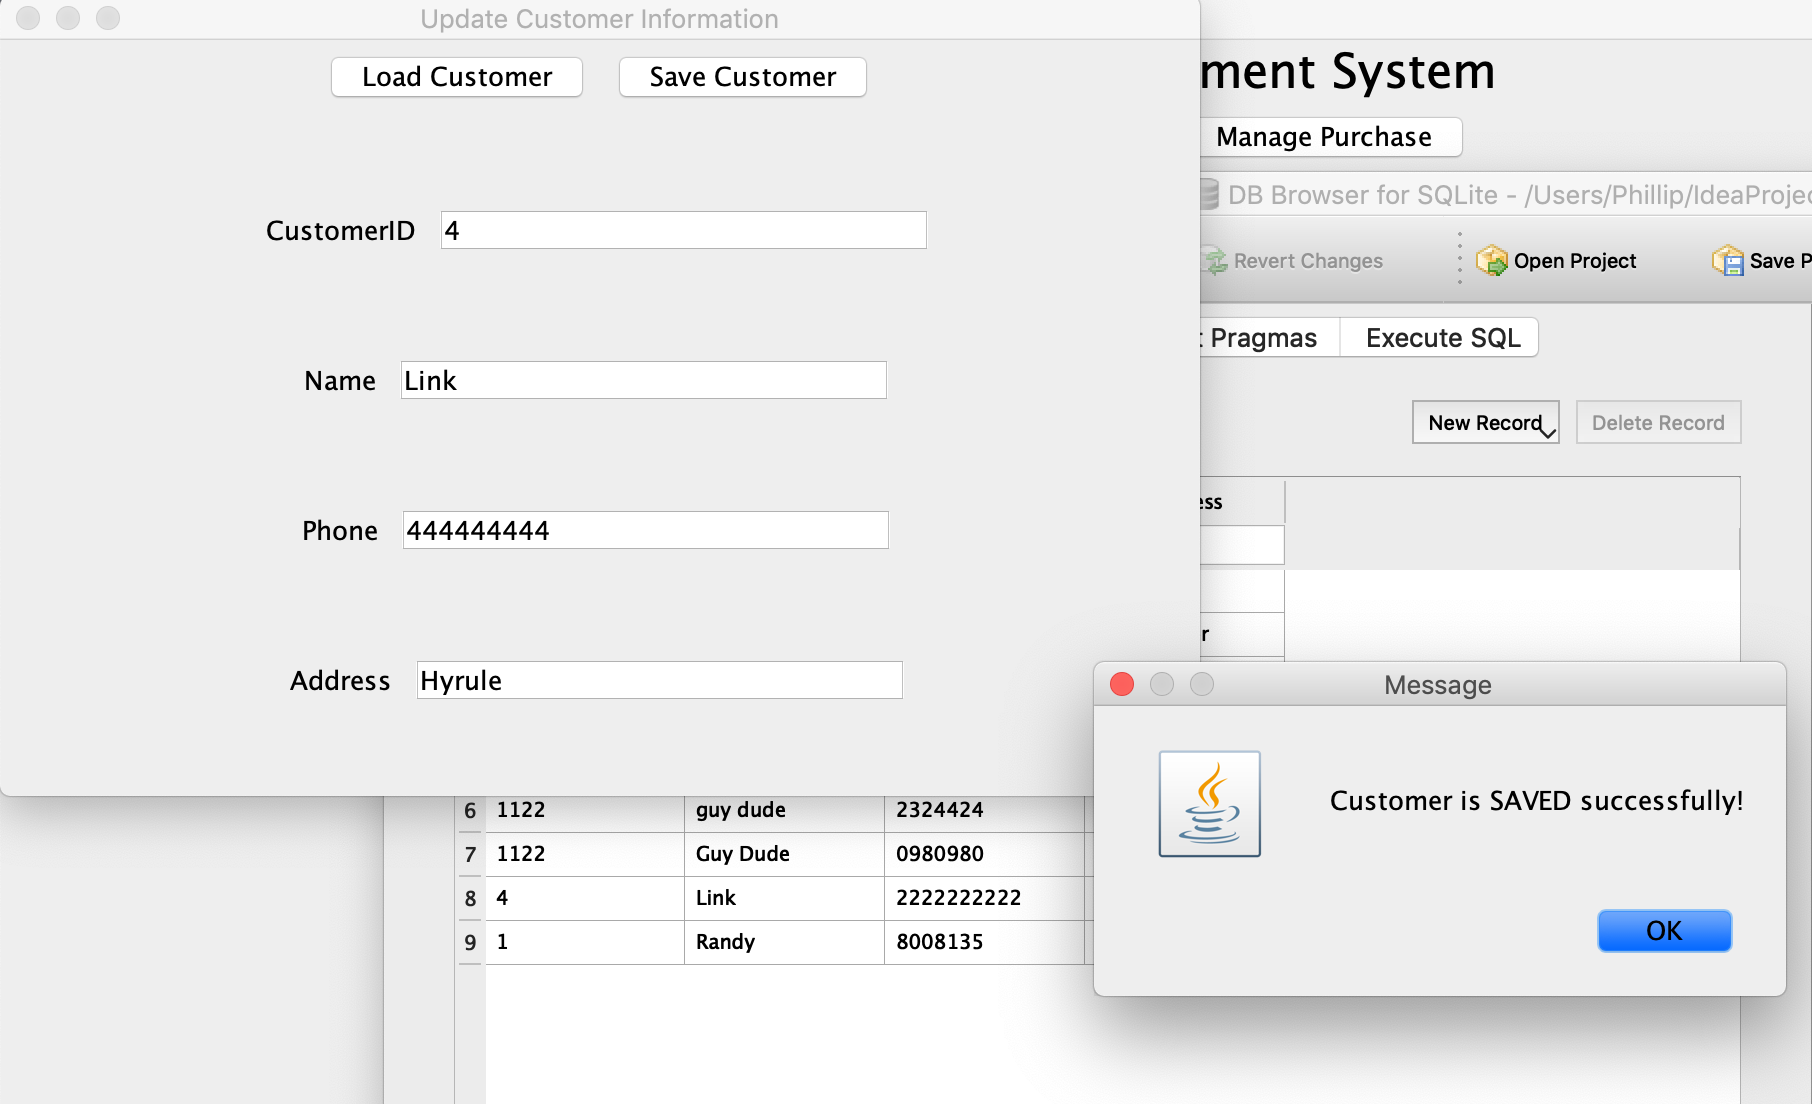 Update Customer Information
Load Customer
Save Customer
ment System
Manage Purchase
DB Browser for SQLite - /Users/Phillip/IdeaProjec
CustomerID
4
Revert Changes
Open Project
Save P
t Pragmas
Execute SQL
Name
Link
New Record
Delete Record
ess
Phone
444444444
r
Address
Hyrule
Message
Customer is SAVED successfully!
OK
6 1122 guy dude 2324424
7 1122 Guy Dude 0980980
8 4 Link 2222222222
9 1 Randy 8008135